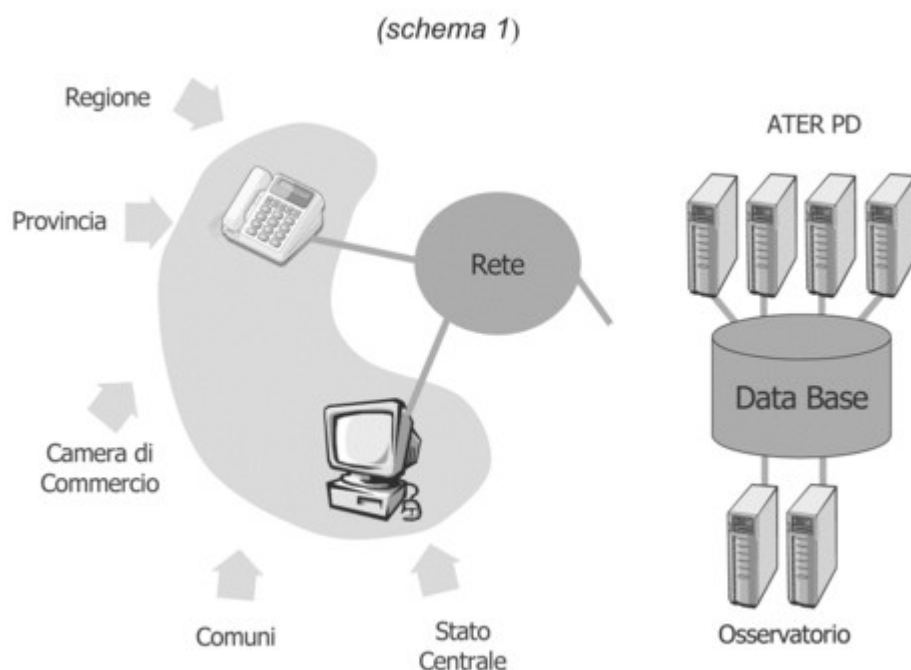 (schema 1)
Regione
ATER PD
Provincia
Rete
Data Base
Camera di
Commercio
Comuni
Stato
Centrale
Osservatorio